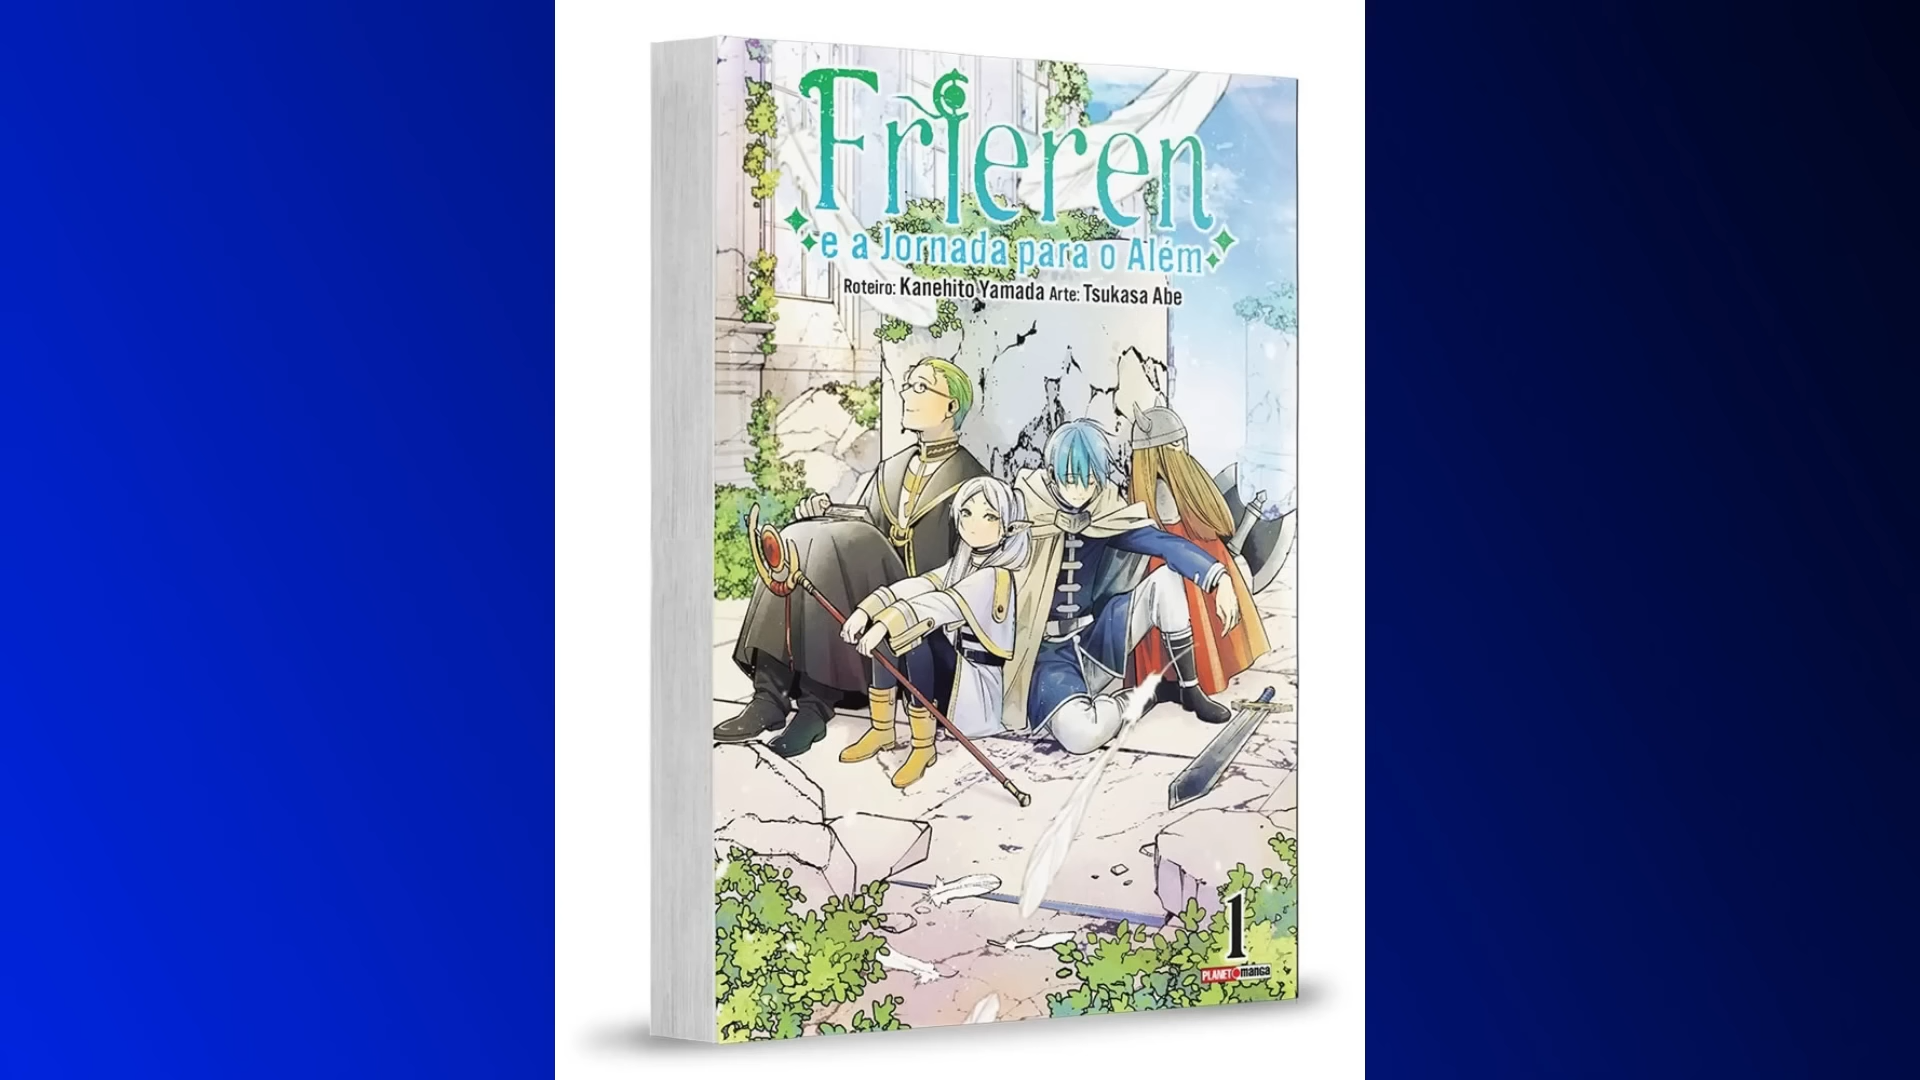 Frieren
e a Jornada para o Além
Roteiro: Kanehito Yamada Arte: Tsukasa Abe
1
PLANET manga